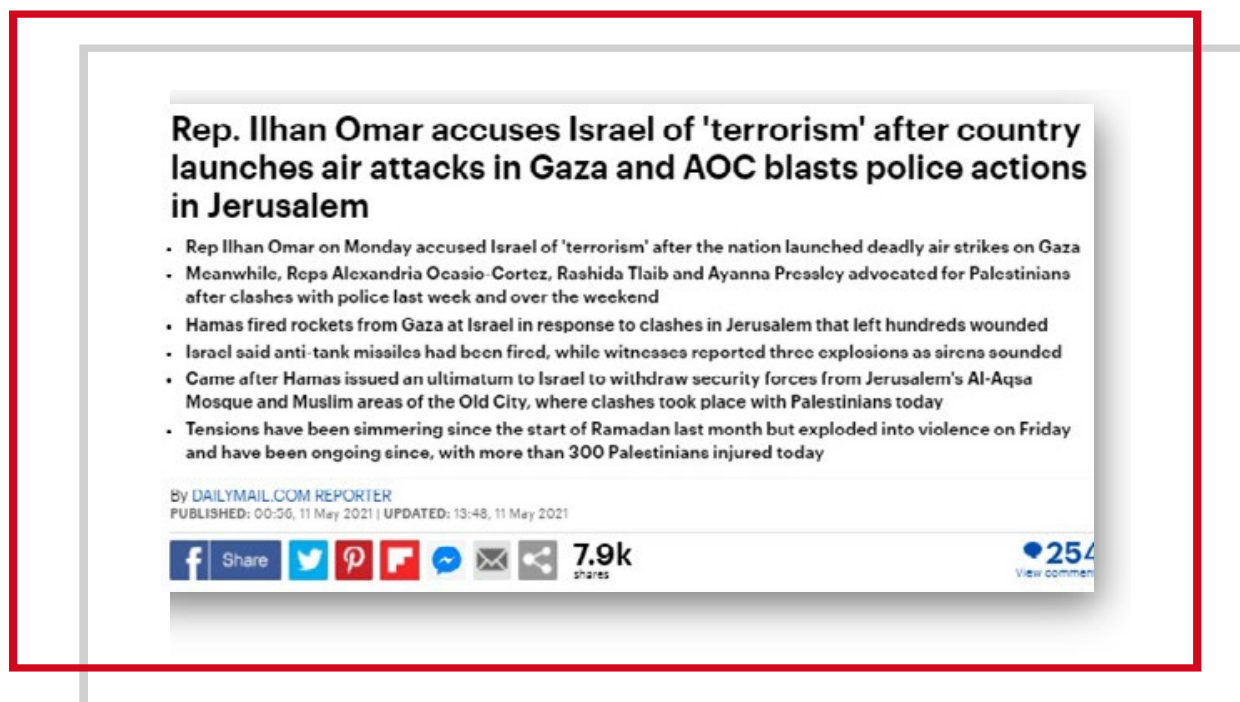 Rep. Ilhan Omar accuses Israel of 'terrorism' after country
launches air attacks in Gaza and AOC blasts police actions
in Jerusalem
• Rep Ilhan Omar on Monday accused Israel of 'terrorism' after the nation launched deadly air strikes on Gaza
• Meanwhile, Reps Alexandria Ocasio-Cortez, Rashida Tlaib and Ayanna Pressley advocated for Palestinians
after clashes with police last week and over the weekend
• Hamas fired rockets from Gaza at Israel in response to clashes in Jerusalem that left hundreds wounded
• Israel said anti-tank missiles had been fired, while witnesses reported three explosions as sirens sounded
• Came after Hamas issued an ultimatum to Israel to withdraw security forces from Jerusalem's Al-Aqsa
Mosque and Muslim areas of the Old City, where clashes took place with Palestinians today
• Tensions have been simmering since the start of Ramadan last month but exploded into violence on Friday
and have been ongoing since, with more than 300 Palestinians injured today
By DAILYMAIL.COM REPORTER
PUBLISHED: 00:56, 11 May 2021 | UPDATED: 13:48, 11 May 2021
Share
7.9k
shares
254
View commen